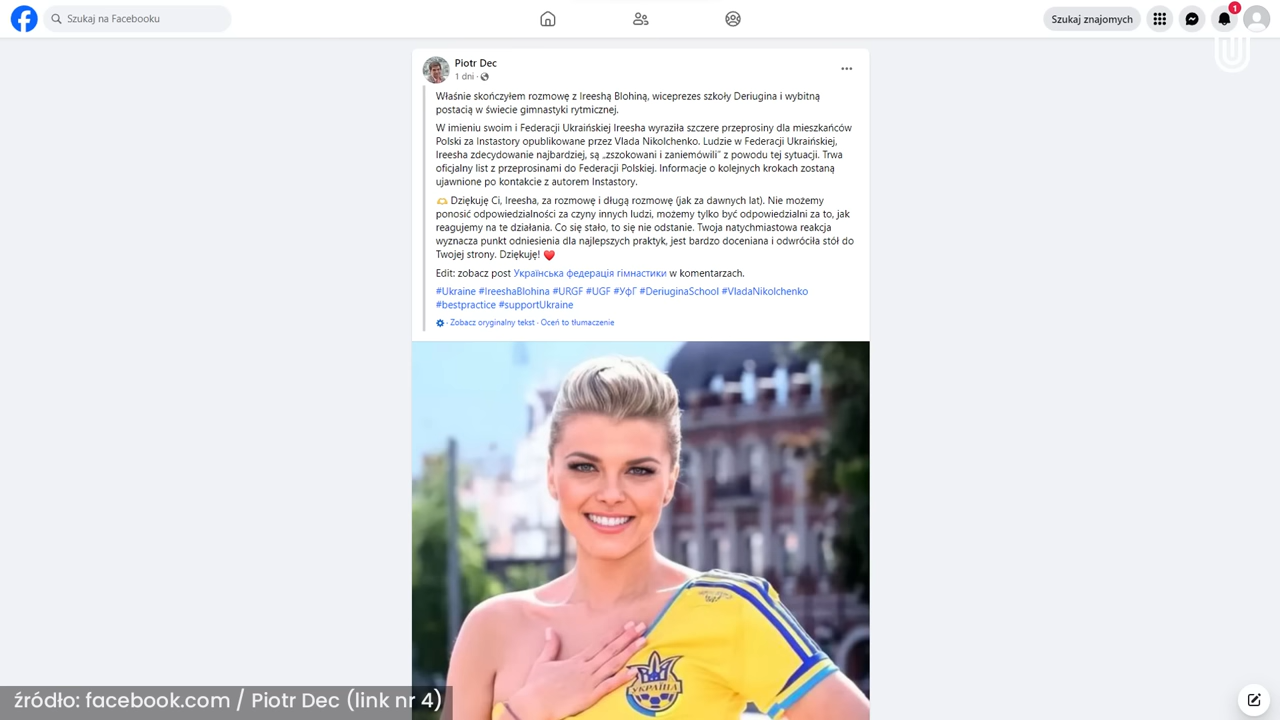 Szukaj na Facebooku
Szukaj znajomych
1
Piotr Dec
1 dni ·
Właśnie skończyłem rozmowę z Ireeshą Blohiną, wiceprezes szkoły Deriugina i wybitną
postacią w świecie gimnastyki rytmicznej.
W imieniu swoim i Federacji Ukraińskiej Ireesha wyraziła szczere przeprosiny dla mieszkańców
Polski za Instastory opublikowane przez Vlada Nikolchenko. Ludzie w Federacji Ukraińskiej,
Ireesha zdecydowanie najbardziej, są „zszokowani i zaniemówili” z powodu tej sytuacji. Trwa
oficjalny list z przeprosinami do Federacji Polskiej. Informacje o kolejnych krokach zostaną
ujawnione po kontakcie z autorem Instastory.
🫶 Dziękuję Ci, Ireesha, za rozmowę i długą rozmowę (jak za dawnych lat). Nie możemy
ponosić odpowiedzialności za czyny innych ludzi, możemy tylko być odpowiedzialni za to, jak
reagujemy na te działania. Co się stało, to się nie odstanie. Twoja natychmiastowa reakcja
wyznacza punkt odniesienia dla najlepszych praktyk, jest bardzo doceniana i odwróciła stół do
Twojej strony. Dziękuję! ❤️
Edit: zobacz post Українська федерація гімнастики w komentarzach.
#Ukraine #IreeshaBlohina #URGF #UGF #УфГ #DeriuginaSchool #VladaNikolchenko
#bestpractice #supportUkraine
· Zobacz oryginalny tekst · Oceń to tłumaczenie
УКРАЇНА
źródło: facebook.com / Piotr Dec (link nr 4)